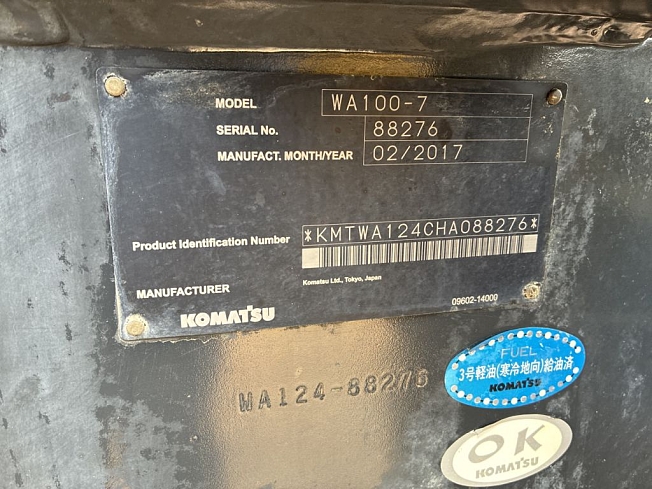 MODEL WA100-7
SERIAL No. 88276
MANUFACT. MONTH/YEAR 02/2017
Product Identification Number *KMTWA124CHA088276*
Komatsu Ltd., Tokyo, Japan
MANUFACTURER
09602-14000
KOMATSU
WA124-88276
FUEL
3号軽油(寒冷地向)給油済
KOMATSU
OK
KOMATSU